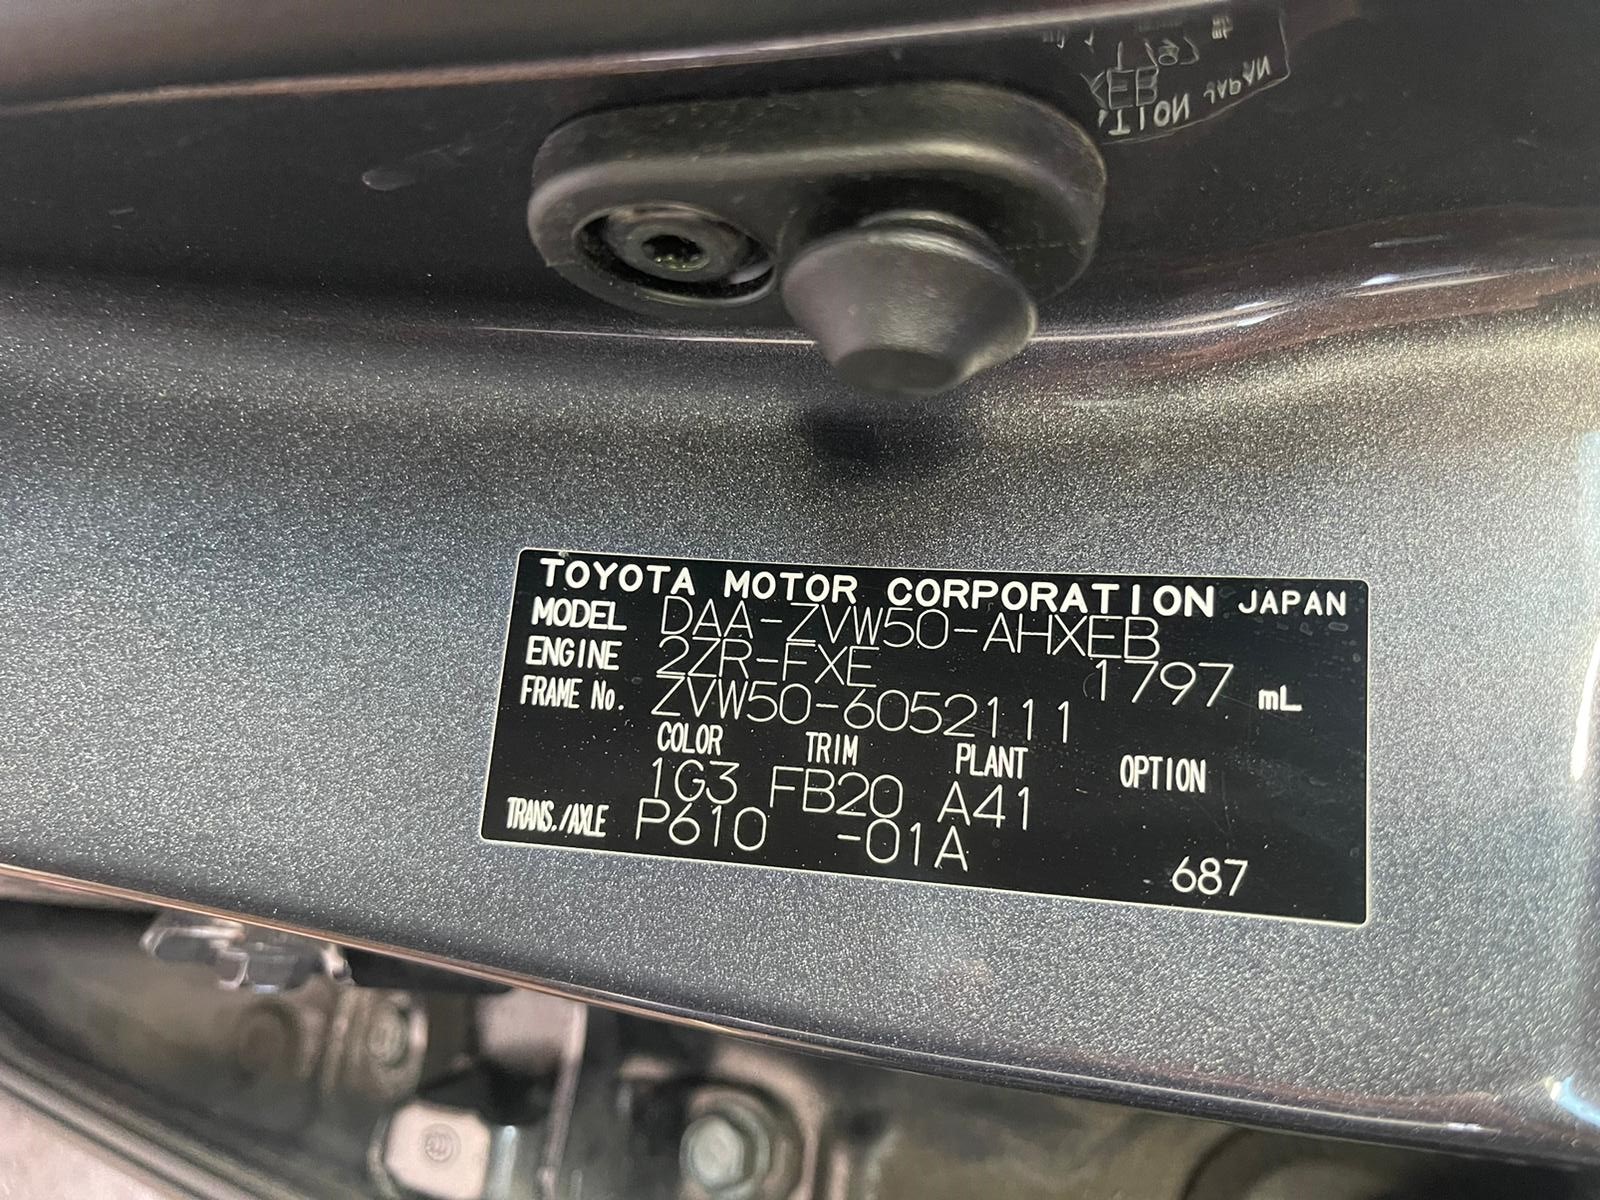 TOYOTA MOTOR CORPORATION JAPAN
MODEL DAA-ZVW50-AHXEB
ENGINE 2ZR-FXE 1797 mL
FRAME No. ZVW50-6052111
COLOR TRIM PLANT OPTION
1G3 FB20 A41
TRANS./AXLE P610 -01A
687